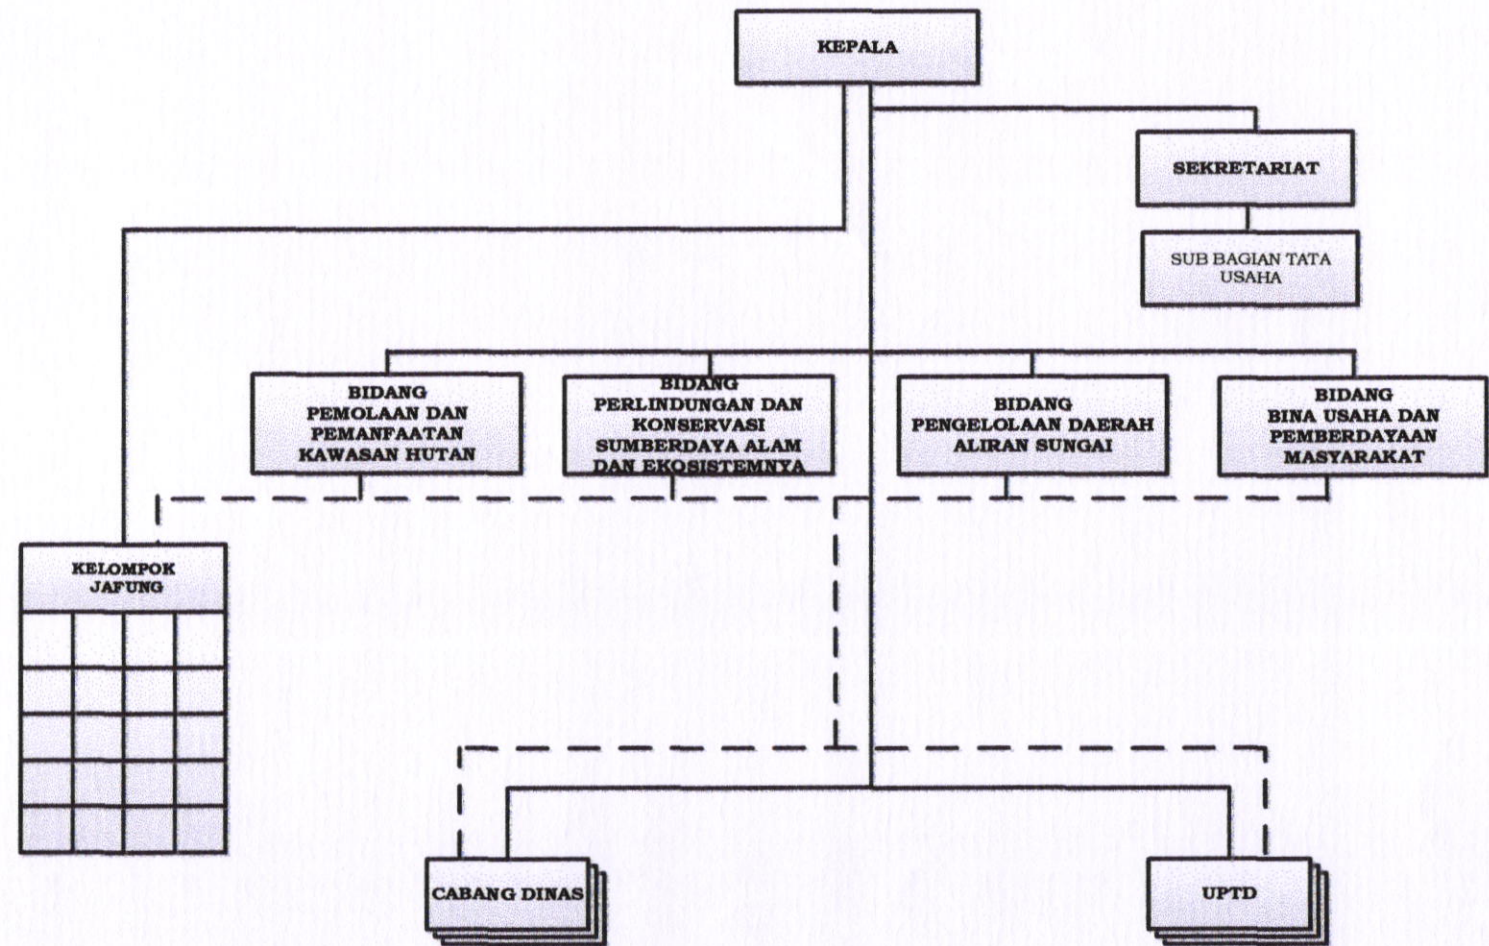 KEPALA
SEKRETARIAT
SUB BAGIAN TATA
USAHA
BIDANG
PEMOLAAN DAN
PEMANFAATAN
KAWASAN HUTAN
BIDANG
PERLINDUNGAN DAN
KONSERVASI
SUMBERDAYA ALAM
DAN EKOSISTEMNYA
BIDANG
PENGELOLAAN DAERAH
ALIRAN SUNGAI
BIDANG
BINA USAHA DAN
PEMBERDAYAAN
MASYARAKAT
KELOMPOK
JAFUNG
CABANG DINAS
UPTD